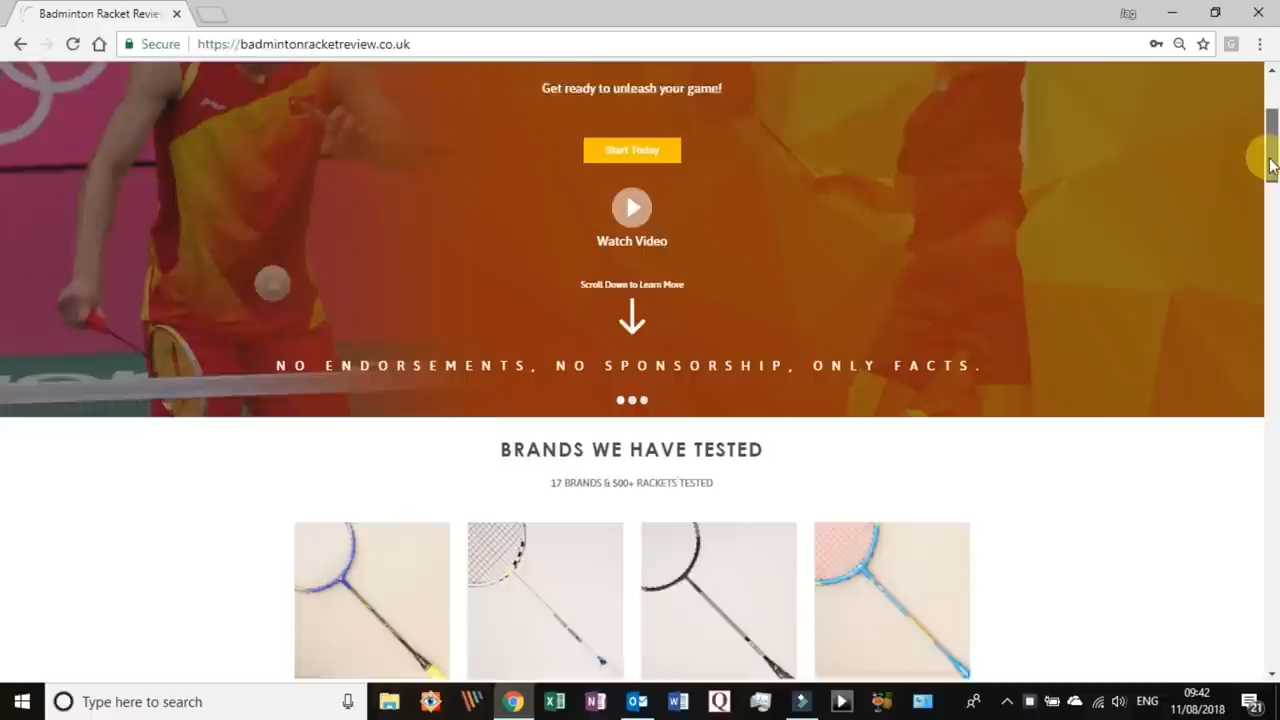 Badminton Racket Revie
Jag
Secure
https://badmintonracketreview.co.uk
Get ready to unleash your game!
Start Today
Watch Video
Scroll Down to Learn More
NO ENDORSEMENTS, NO SPONSORSHIP, ONLY FACTS.
BRANDS WE HAVE TESTED
17 BRANDS & 500+ RACKETS TESTED
Type here to search
ENG
09:42
11/08/2018
21